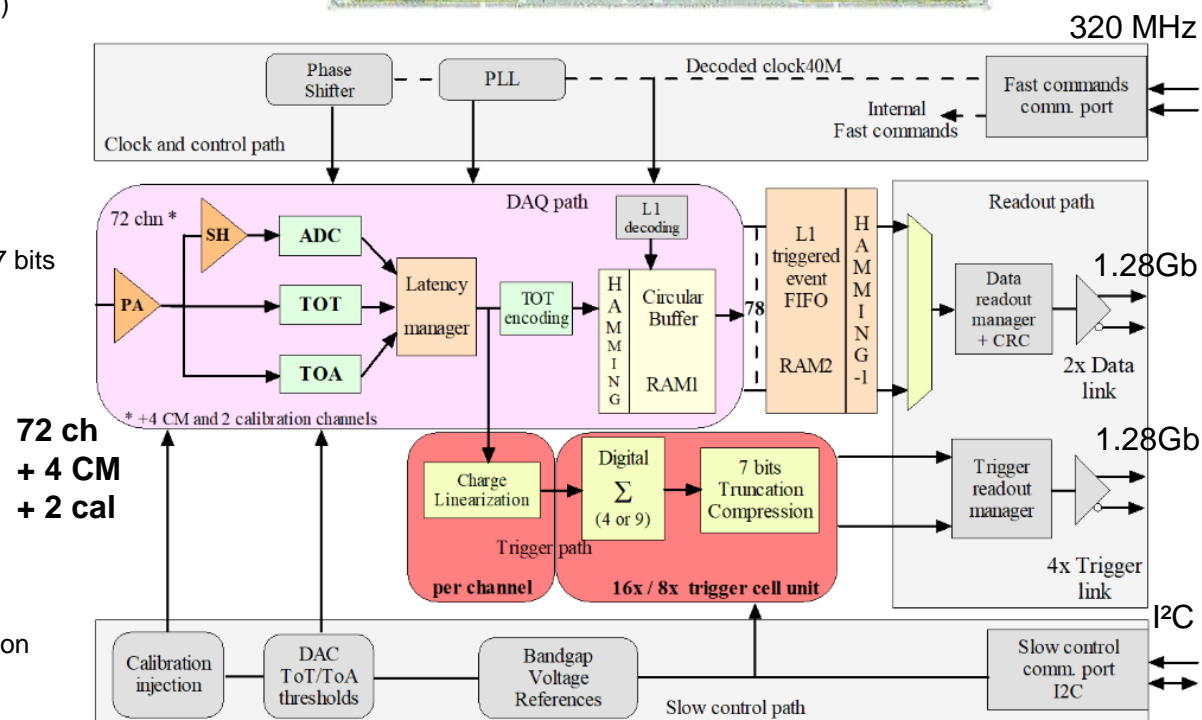 )
320 MHz
Phase
Shifter
PLL
Decoded clock40M
Fast commands
comm. port
Internal
Fast commands
Clock and control path
72 chn *
DAQ path
L1
decoding
Readout path
7 bits
PA
SH
ADC
TOT
TOA
Latency
manager
TOT
encoding
HAMMING
Circular
Buffer
RAM1
78
L1
triggered
event
FIFO
RAM2
HAMMING-1
Data
readout
manager
+ CRC
1.28Gb
2x Data
link
* +4 CM and 2 calibration channels
72 ch
+ 4 CM
+ 2 cal
Charge
Linearization
Digital
Σ
(4 or 9)
7 bits
Truncation
Compression
Trigger path
per channel
16x / 8x trigger cell unit
Trigger
readout
manager
1.28Gb
4x Trigger
link
on
Calibration
injection
DAC
ToT/ToA
thresholds
Bandgap
Voltage
References
Slow control path
Slow control
comm. port
I2C
I²C